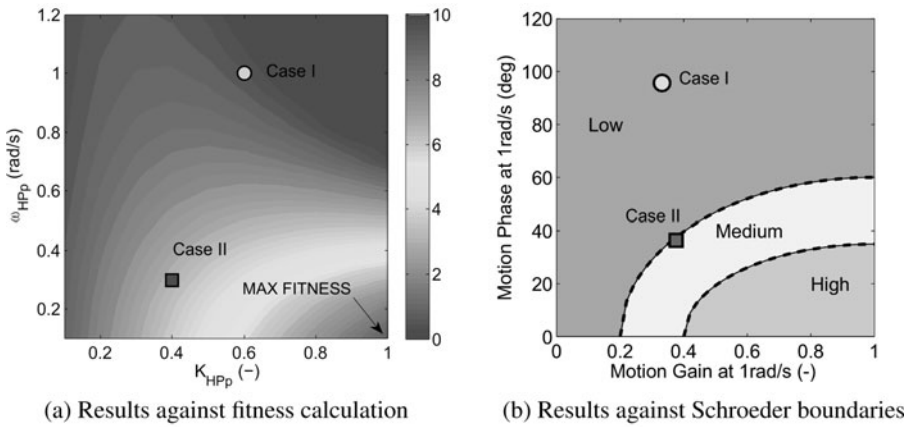 1.2
1
0.8
0.6
0.4
0.2
ω_HPp (rad/s)
Case I
Case II
MAX FITNESS
0.2 0.4 0.6 0.8 1
K_HPp (−)
10
8
6
4
2
0
(a) Results against fitness calculation
120
100
80
60
40
20
0
Motion Phase at 1rad/s (deg)
Case I
Low
Case II
Medium
High
0 0.2 0.4 0.6 0.8 1
Motion Gain at 1rad/s (-)
(b) Results against Schroeder boundaries